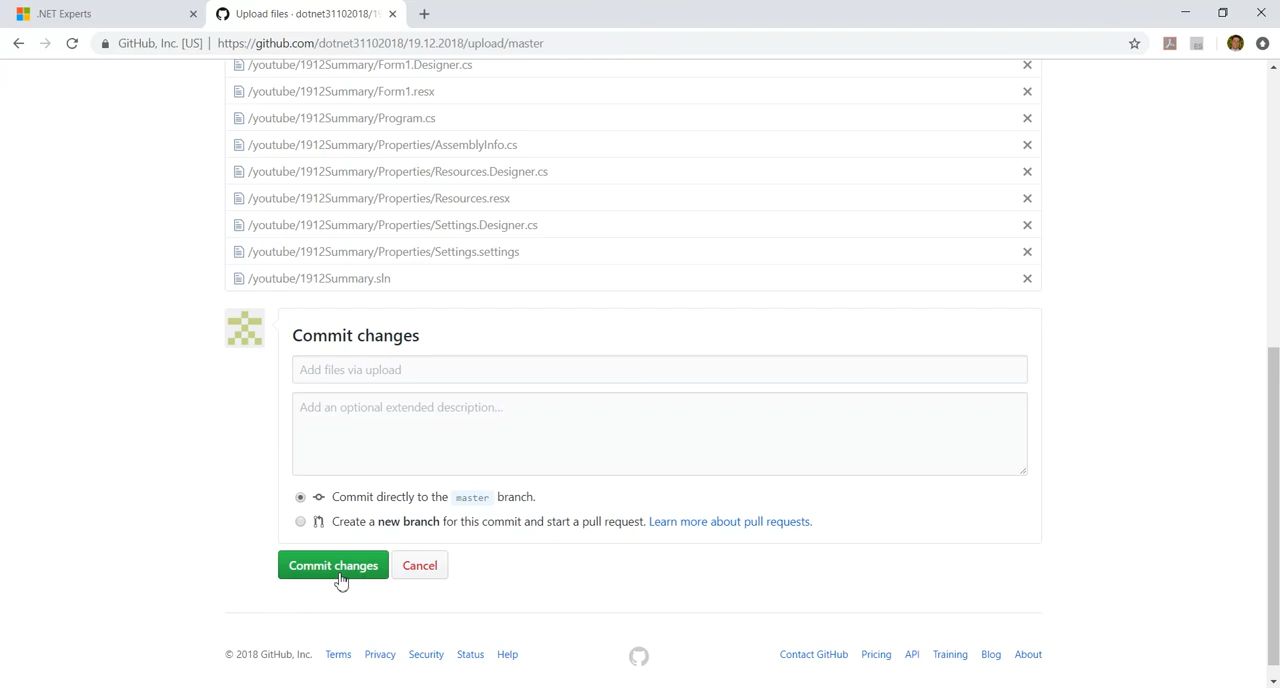 .NET Experts
Upload files · dotnet31102018/19
GitHub, Inc. [US] | https://github.com/dotnet31102018/19.12.2018/upload/master
/youtube/1912Summary/Form1.Designer.cs
/youtube/1912Summary/Form1.resx
/youtube/1912Summary/Program.cs
/youtube/1912Summary/Properties/AssemblyInfo.cs
/youtube/1912Summary/Properties/Resources.Designer.cs
/youtube/1912Summary/Properties/Resources.resx
/youtube/1912Summary/Properties/Settings.Designer.cs
/youtube/1912Summary/Properties/Settings.settings
/youtube/1912Summary.sln
Commit changes
Add files via upload
Add an optional extended description...
Commit directly to the master branch.
Create a new branch for this commit and start a pull request. Learn more about pull requests.
Commit changes Cancel
© 2018 GitHub, Inc. Terms Privacy Security Status Help Contact GitHub Pricing API Training Blog About